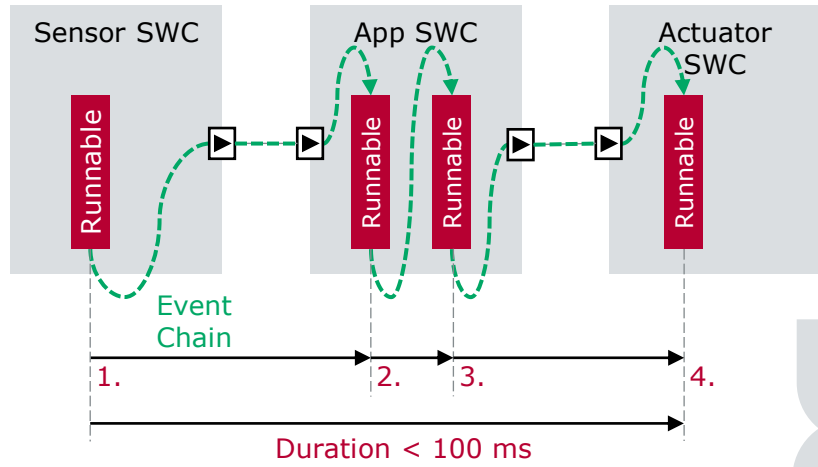 Sensor SWC
App SWC
Actuator
SWC
Runnable
Runnable
Runnable
Runnable
Event
Chain
1.
2.
3.
4.
Duration < 100 ms